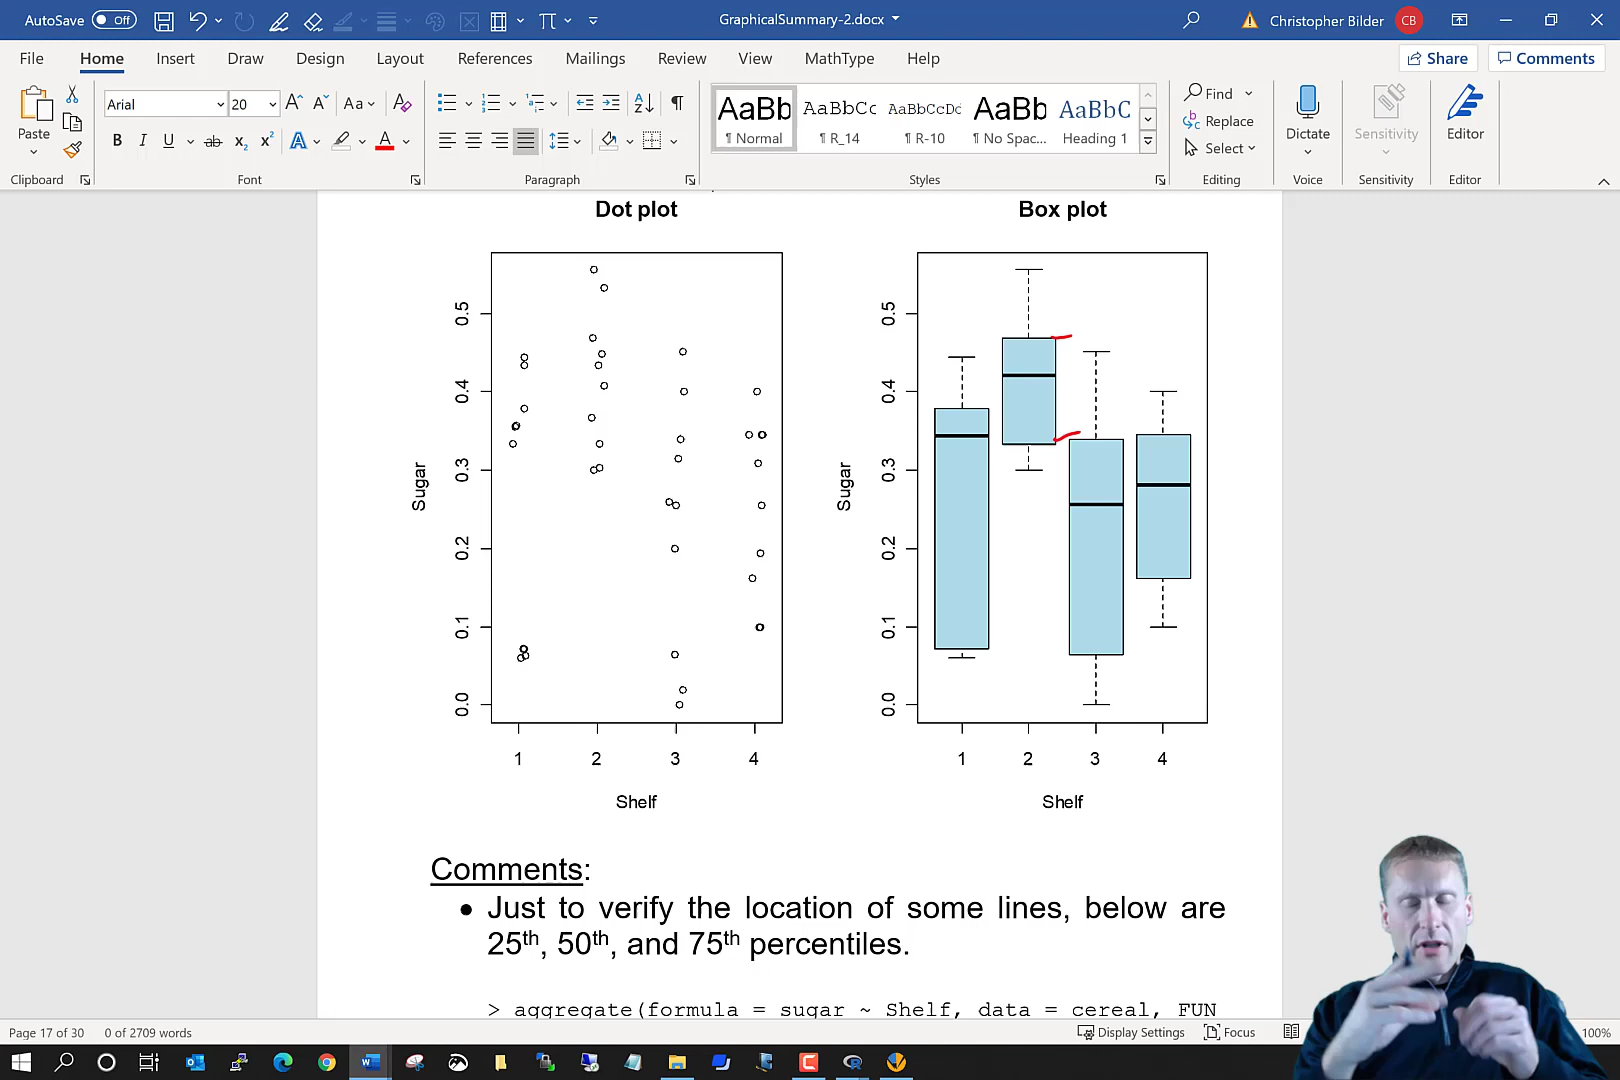 AutoSave Off GraphicalSummary-2.docx Christopher Bilder CB
File Home Insert Draw Design Layout References Mailings Review View MathType Help Share Comments
Paste Arial 20 Aa AaBb AaBbCc AaBbCcDd AaBb AaBbC Find Replace Select Dictate Sensitivity Editor
B I U ab x2 x2 A A ¶ Normal ¶ R_14 ¶ R-10 ¶ No Spac... Heading 1
Clipboard Font Paragraph Styles Editing Voice Sensitivity Editor
Dot plot
Sugar
0.5
0.4
0.3
0.2
0.1
0.0
1 2 3 4
Shelf
Box plot
Sugar
0.5
0.4
0.3
0.2
0.1
0.0
1 2 3 4
Shelf
Comments:
• Just to verify the location of some lines, below are
25th, 50th, and 75th percentiles.
> aggregate(formula = sugar ~ Shelf, data = cereal, FUN
Page 17 of 30 0 of 2709 words Display Settings Focus 100%